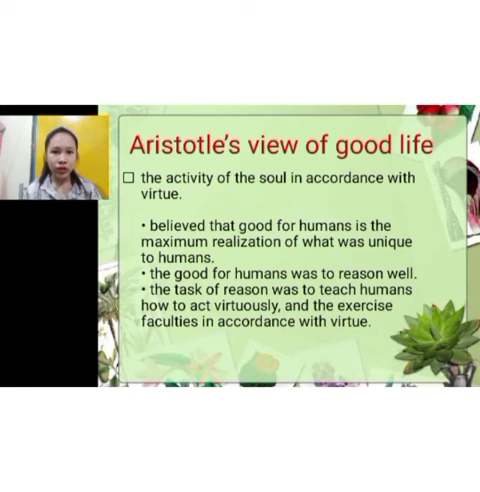 Aristotle's view of good life
☐ the activity of the soul in accordance with
virtue.
• believed that good for humans is the
maximum realization of what was unique
to humans.
• the good for humans was to reason well.
• the task of reason was to teach humans
how to act virtuously, and the exercise
faculties in accordance with virtue.